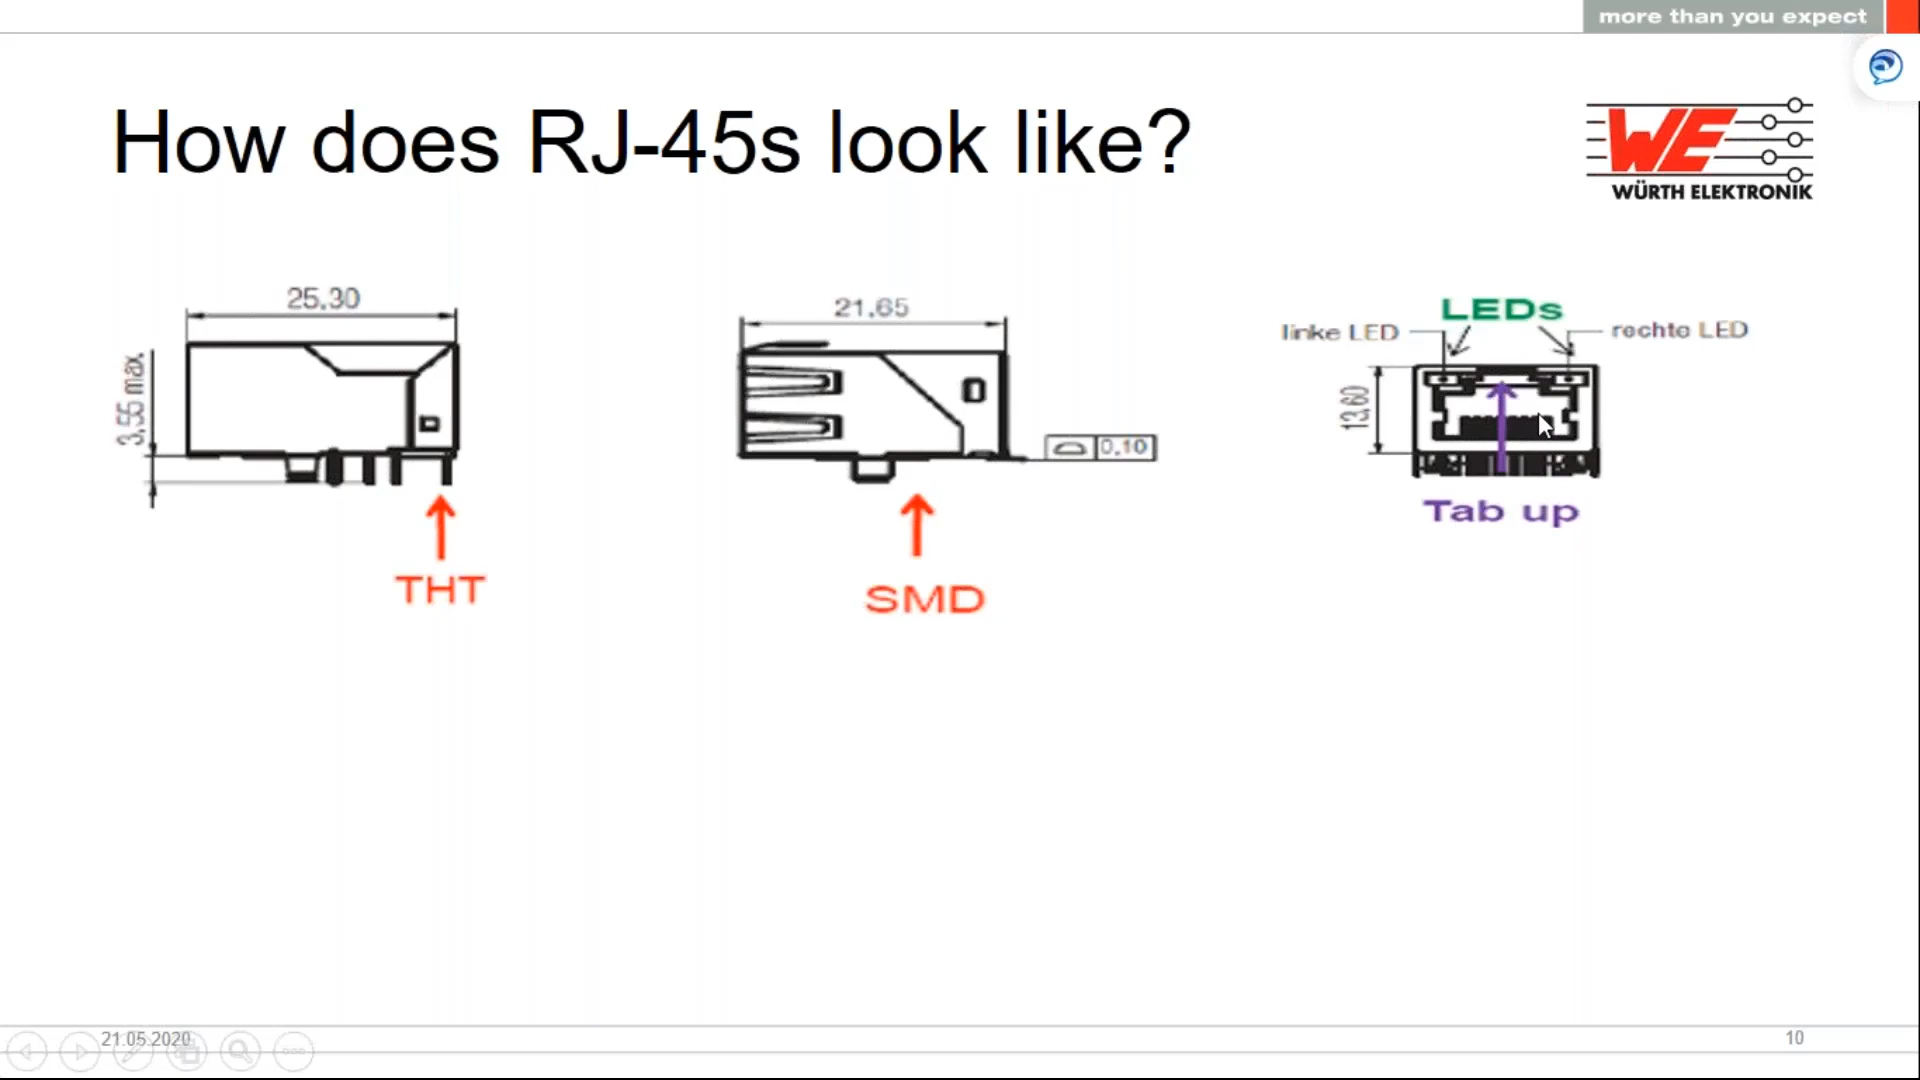 more than you expect
How does RJ-45s look like?
WE
WÜRTH ELEKTRONIK
25,30
3,55 max
THT
21,65
0,10
SMD
LEDs
linke LED
rechte LED
13,60
Tab up
21.05.2020
10